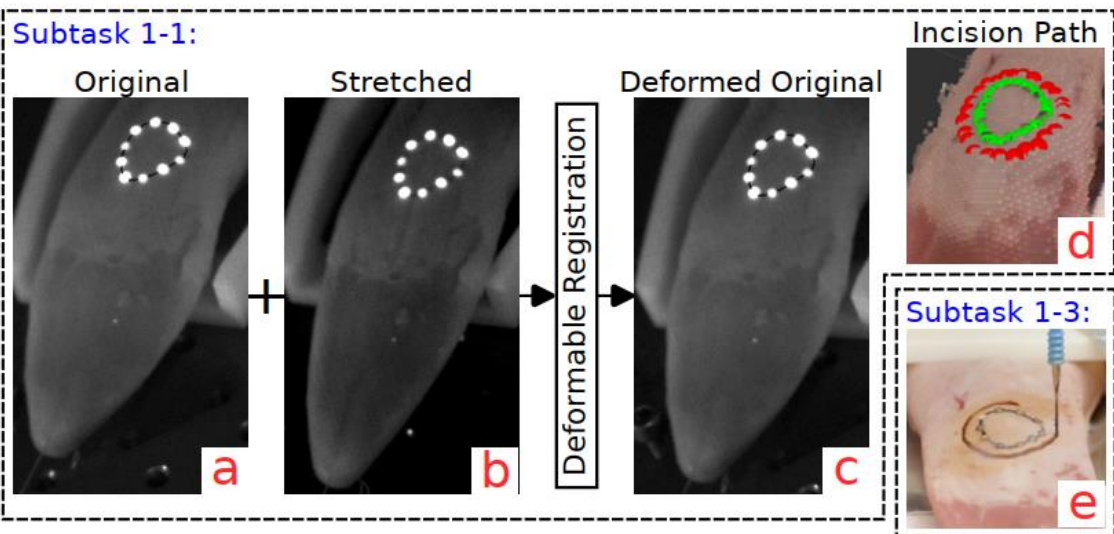 Subtask 1-1:
Original
Stretched
Deformed Original
Incision Path
+
Deformable Registration
a
b
c
d
Subtask 1-3:
e